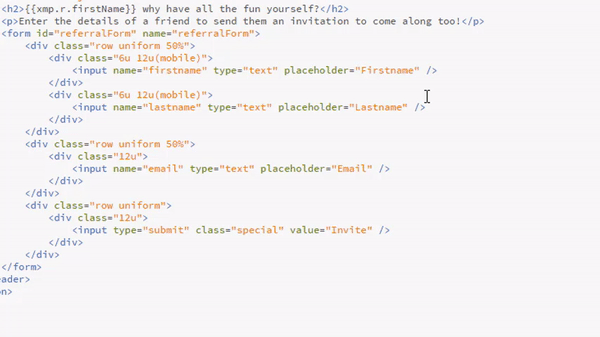 <h2>{{xmp.r.firstName}} why have all the fun yourself?</h2>
<p>Enter the details of a friend to send them an invitation to come along too!</p>
<form id="referralForm" name="referralForm">
<div class="row uniform 50%">
<div class="6u 12u(mobile)">
<input name="firstname" type="text" placeholder="Firstname" />
</div>
<div class="6u 12u(mobile)">
<input name="lastname" type="text" placeholder="Lastname" />
</div>
</div>
<div class="row uniform 50%">
<div class="12u">
<input name="email" type="text" placeholder="Email" />
</div>
</div>
<div class="row uniform">
<div class="12u">
<input type="submit" class="special" value="Invite" />
</div>
</div>
</form>
eader>
on>